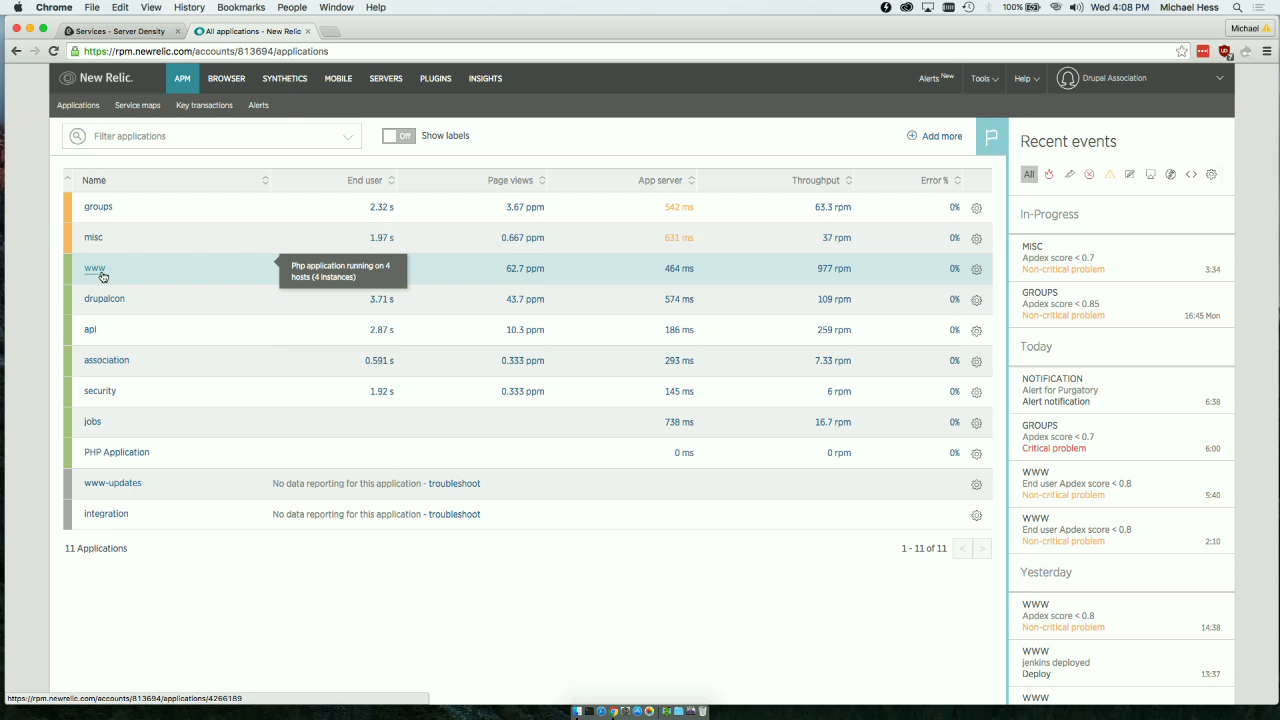 Chrome File Edit View History Bookmarks People Window Help 100% Wed 4:08 PM Michael Hess
Services - Server Density × All applications - New Relic × Michael
https://rpm.newrelic.com/accounts/813694/applications
New Relic. APM BROWSER SYNTHETICS MOBILE SERVERS PLUGINS INSIGHTS Alerts New Tools Help Drupal Association
Applications Service maps Key transactions Alerts
Filter applications Off Show labels Add more
Name End user Page views App server Throughput Error %
groups 2.32 s 3.67 ppm 542 ms 63.3 rpm 0%
misc 1.97 s 0.667 ppm 631 ms 37 rpm 0%
www 62.7 ppm 464 ms 977 rpm 0%
Php application running on 4
hosts (4 instances)
drupalcon 3.71 s 43.7 ppm 574 ms 109 rpm 0%
api 2.87 s 10.3 ppm 186 ms 259 rpm 0%
association 0.591 s 0.333 ppm 293 ms 7.33 rpm 0%
security 1.92 s 0.333 ppm 145 ms 6 rpm 0%
jobs 738 ms 16.7 rpm 0%
PHP Application 0 ms 0 rpm 0%
www-updates No data reporting for this application - troubleshoot
integration No data reporting for this application - troubleshoot
11 Applications 1 - 11 of 11 < >
Recent events
All
In-Progress
MISC
Apdex score < 0.7
Non-critical problem 3:34
GROUPS
Apdex score < 0.85
Non-critical problem 16:45 Mon
Today
NOTIFICATION
Alert for Purgatory
Alert notification 6:38
GROUPS
Apdex score < 0.7
Critical problem 6:00
WWW
End user Apdex score < 0.8
Non-critical problem 5:40
WWW
End user Apdex score < 0.8
Non-critical problem 2:10
Yesterday
WWW
Apdex score < 0.8
Non-critical problem 14:38
WWW
jenkins deployed
Deploy 13:37
WWW
https://rpm.newrelic.com/accounts/813694/applications/4266189